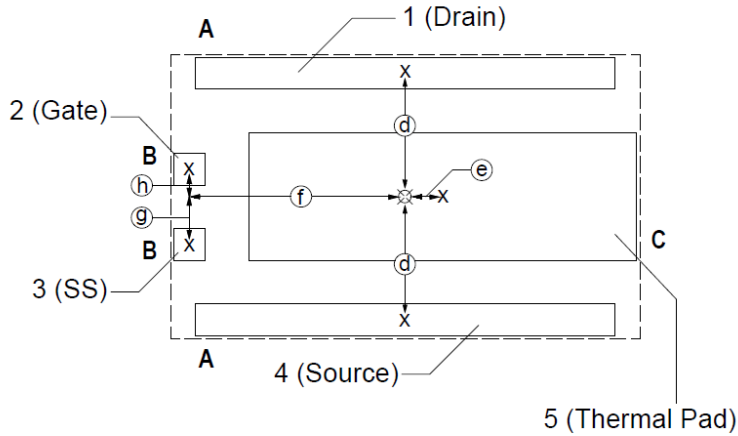 1 (Drain)
A
2 (Gate)
x
d
B
x
h
e
f
x
g
B
x
C
d
3 (SS)
x
A
4 (Source)
5 (Thermal Pad)